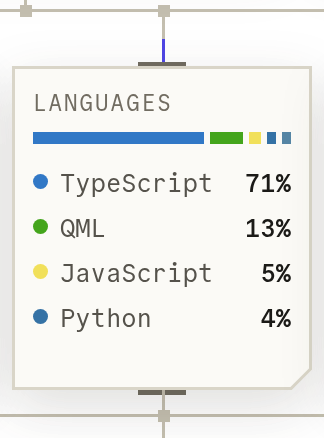 LANGUAGES
TypeScript 71%
QML 13%
JavaScript 5%
Python 4%